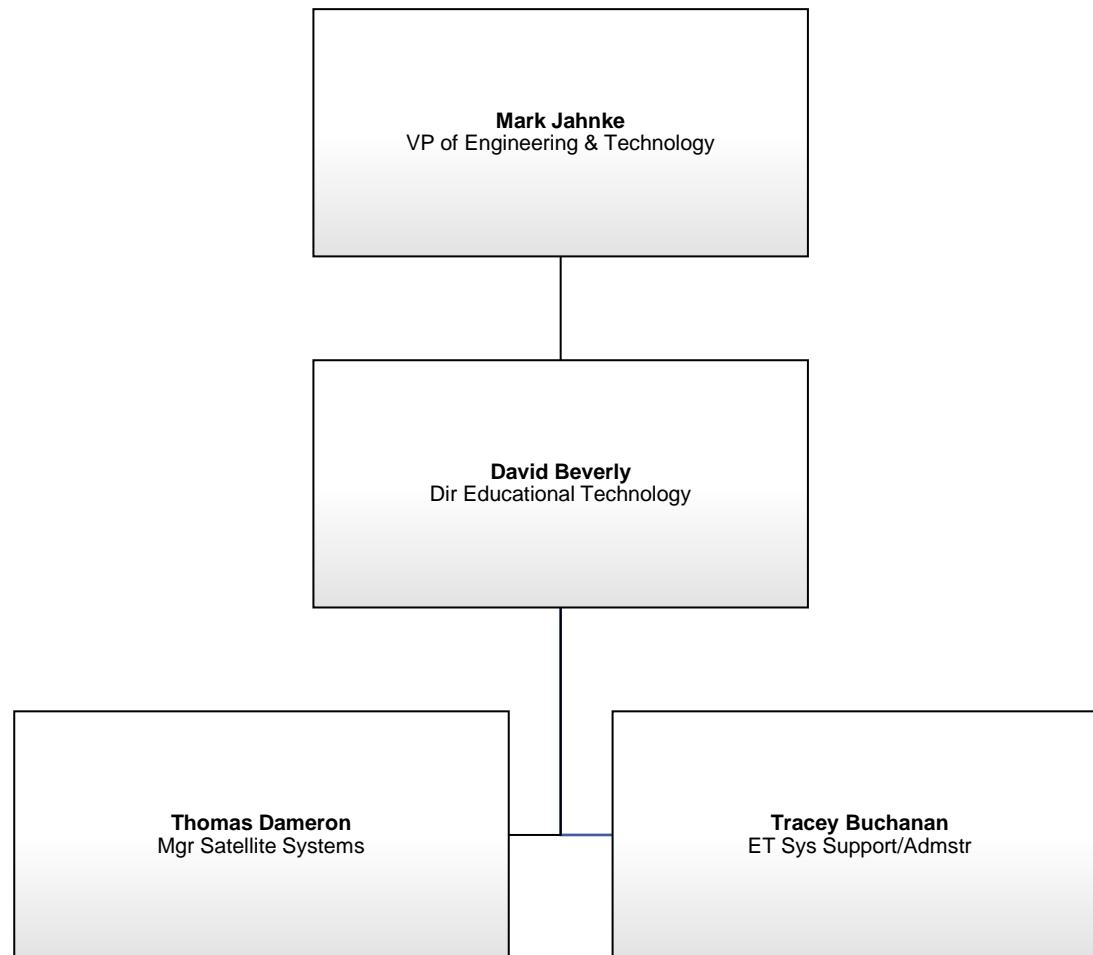 Mark Jahnke
VP of Engineering & Technology
David Beverly
Dir Educational Technology
Thomas Dameron
Mgr Satellite Systems
Tracey Buchanan
ET Sys Support/Admstr